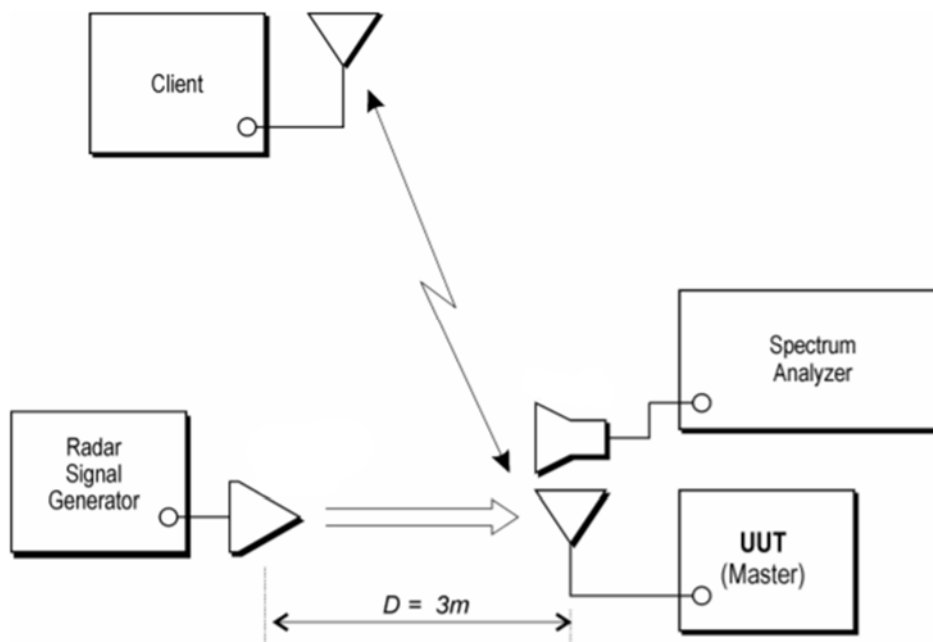 Client
Spectrum
Analyzer
Radar
Signal
Generator
UUT
(Master)
D = 3m